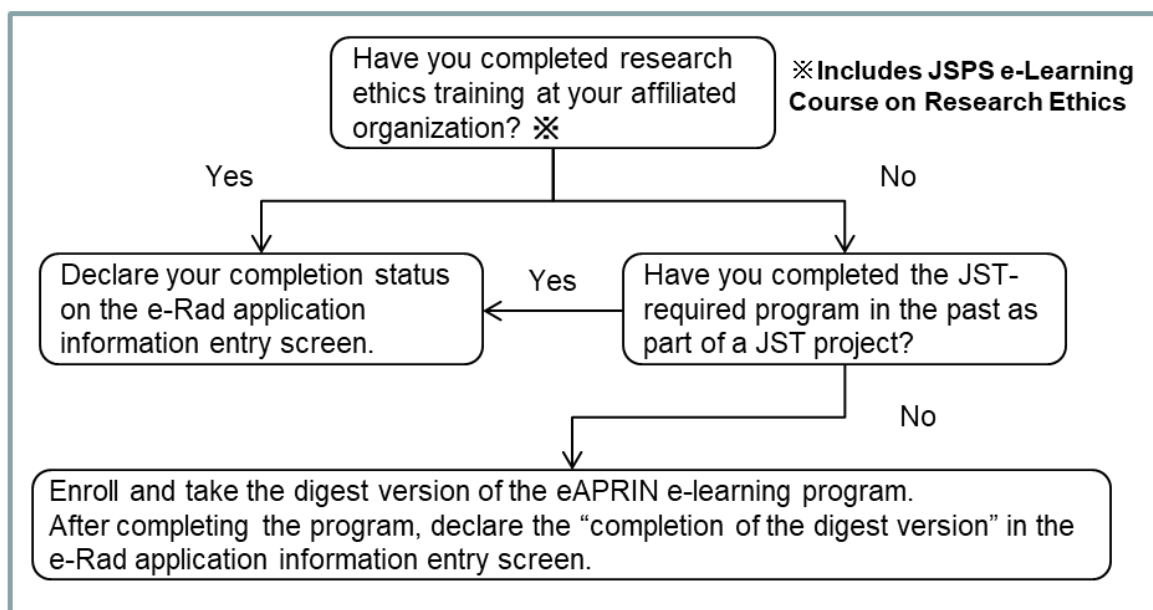 Have you completed research
ethics training at your affiliated
organization? ※
※Includes JSPS e-Learning
Course on Research Ethics
Yes
No
Declare your completion status
on the e-Rad application
information entry screen.
Yes
Have you completed the JST-
required program in the past as
part of a JST project?
No
Enroll and take the digest version of the eAPRIN e-learning program.
After completing the program, declare the “completion of the digest version” in the
e-Rad application information entry screen.